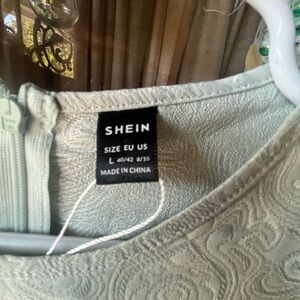 SHEIN
SIZE EU US
L 40/42 8/10
MADE IN CHINA